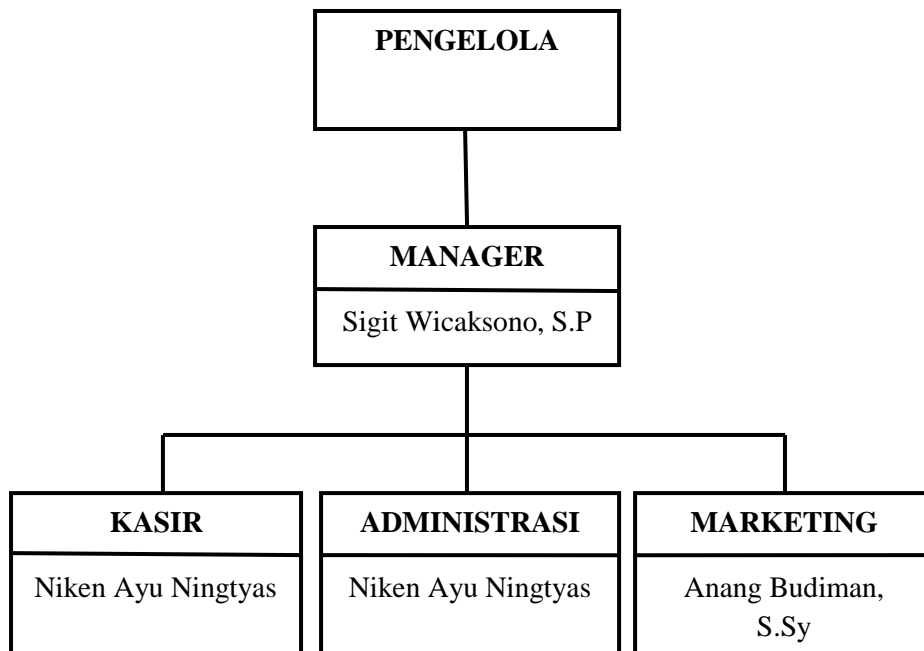 PENGELOLA
MANAGER
Sigit Wicaksono, S.P
KASIR
Niken Ayu Ningtyas
ADMINISTRASI
Niken Ayu Ningtyas
MARKETING
Anang Budiman,
S.Sy